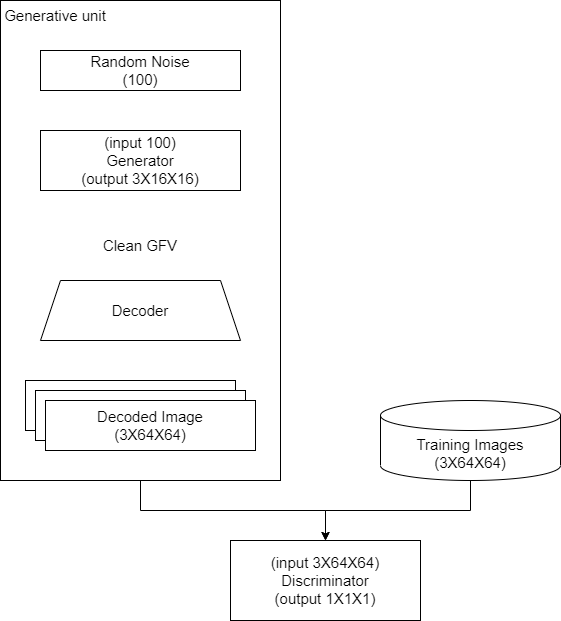 Generative unit
Random Noise
(100)
(input 100)
Generator
(output 3X16X16)
Clean GFV
Decoder
Decoded Image
(3X64X64)
Training Images
(3X64X64)
(input 3X64X64)
Discriminator
(output 1X1X1)